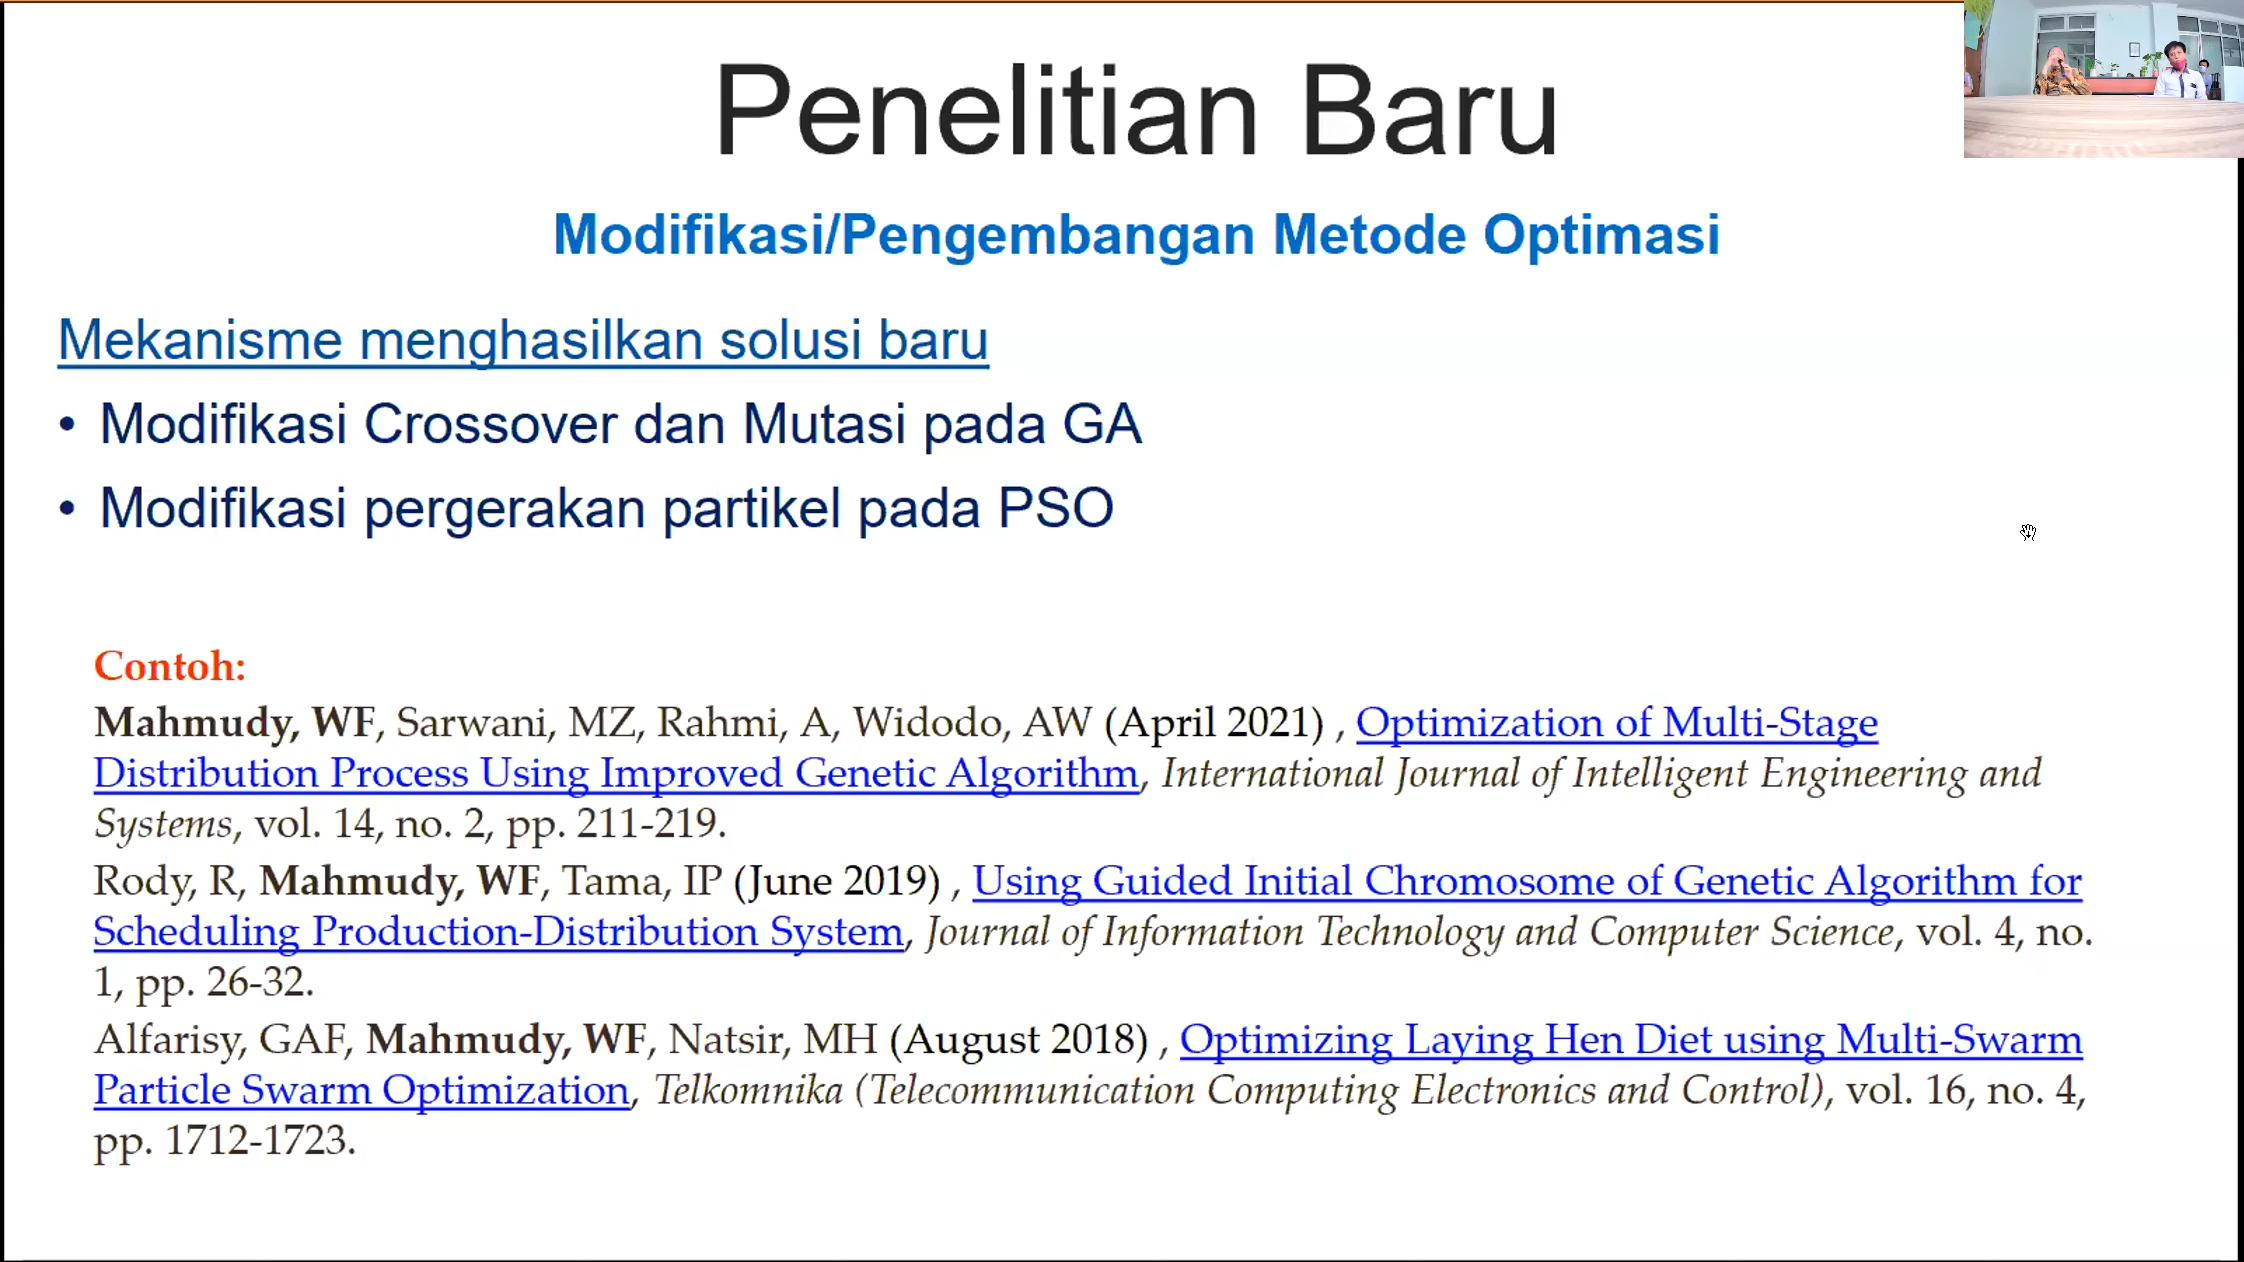 Penelitian Baru
Modifikasi/Pengembangan Metode Optimasi
Mekanisme menghasilkan solusi baru
• Modifikasi Crossover dan Mutasi pada GA
• Modifikasi pergerakan partikel pada PSO
Contoh:
Mahmudy, WF, Sarwani, MZ, Rahmi, A, Widodo, AW (April 2021) , Optimization of Multi-Stage
Distribution Process Using Improved Genetic Algorithm, International Journal of Intelligent Engineering and
Systems, vol. 14, no. 2, pp. 211-219.
Rody, R, Mahmudy, WF, Tama, IP (June 2019) , Using Guided Initial Chromosome of Genetic Algorithm for
Scheduling Production-Distribution System, Journal of Information Technology and Computer Science, vol. 4, no.
1, pp. 26-32.
Alfarisy, GAF, Mahmudy, WF, Natsir, MH (August 2018) , Optimizing Laying Hen Diet using Multi-Swarm
Particle Swarm Optimization, Telkomnika (Telecommunication Computing Electronics and Control), vol. 16, no. 4,
pp. 1712-1723.